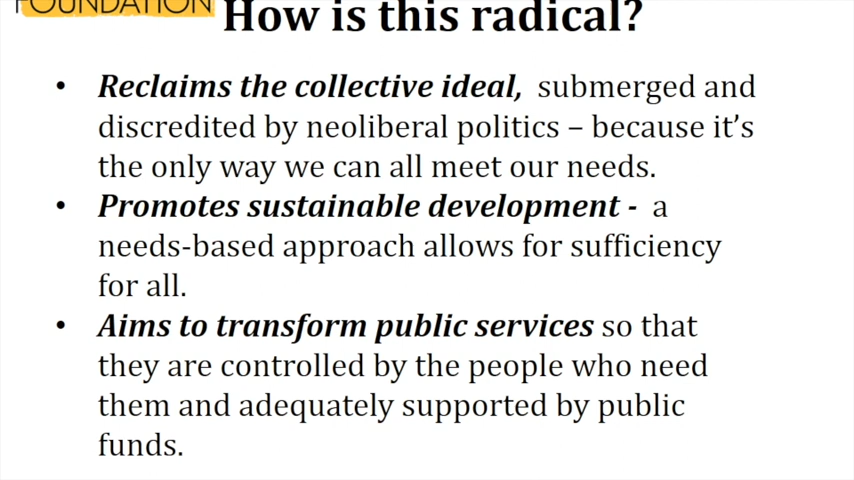 FOUNDATION
How is this radical?
• Reclaims the collective ideal, submerged and
discredited by neoliberal politics – because it’s
the only way we can all meet our needs.
• Promotes sustainable development - a
needs-based approach allows for sufficiency
for all.
• Aims to transform public services so that
they are controlled by the people who need
them and adequately supported by public
funds.